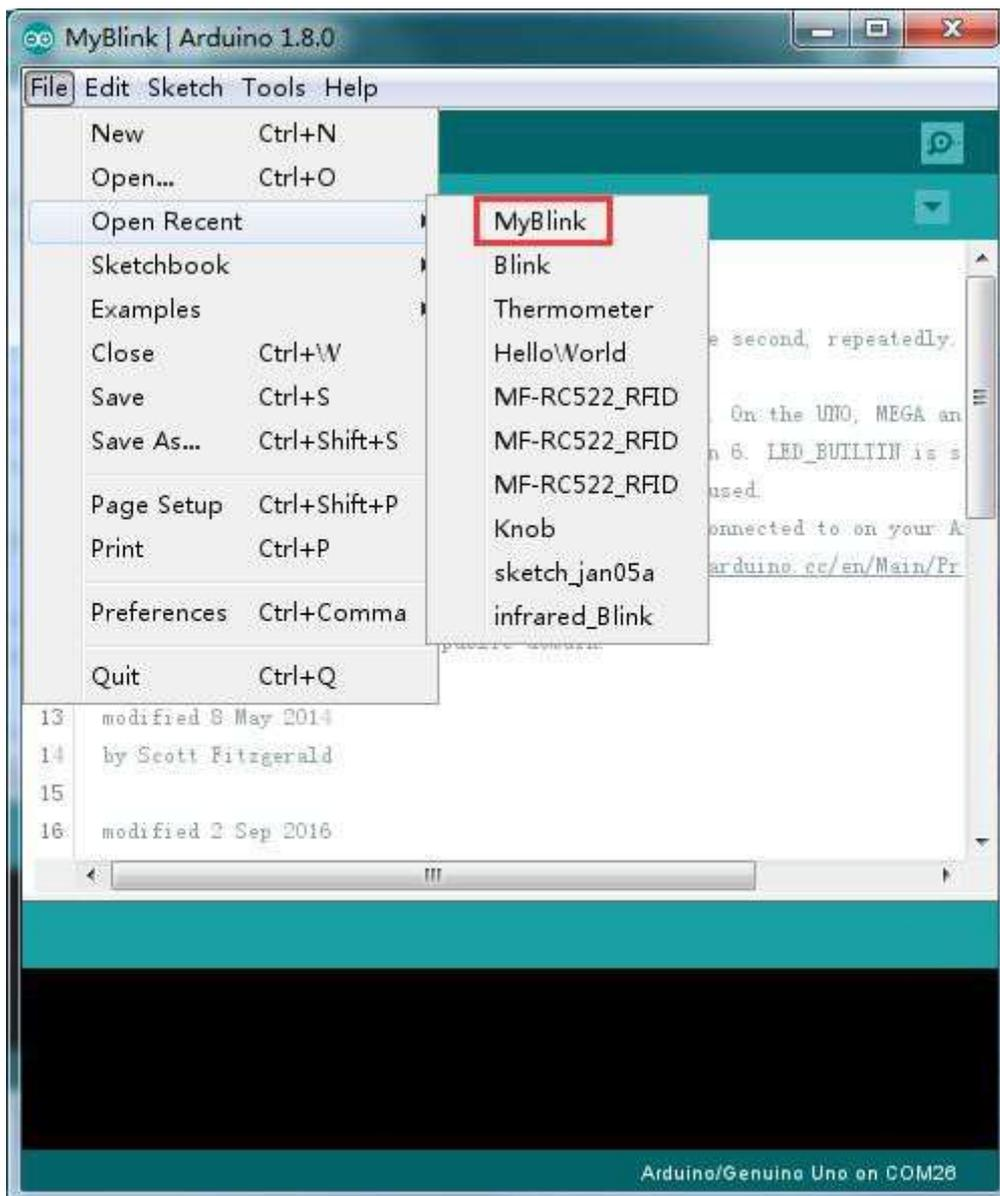 MyBlink | Arduino 1.8.0
File Edit Sketch Tools Help
New Ctrl+N
Open... Ctrl+O
Open Recent
Sketchbook
Examples
Close Ctrl+W
Save Ctrl+S
Save As... Ctrl+Shift+S
Page Setup Ctrl+Shift+P
Print Ctrl+P
Preferences Ctrl+Comma
Quit Ctrl+Q
MyBlink
Blink
Thermometer
HelloWorld
MF-RC522_RFID
MF-RC522_RFID
MF-RC522_RFID
Knob
sketch_jan05a
infrared_Blink
second, repeatedly.
. On the UNO, MEGA an
6. LED_BUILTIN is s
used.
to on your A
arduino.cc/en/Main/Pr
public domain.
13 modified 8 May 2014
14 by Scott Fitzgerald
15
16 modified 2 Sep 2016
Arduino/Genuino Uno on COM26